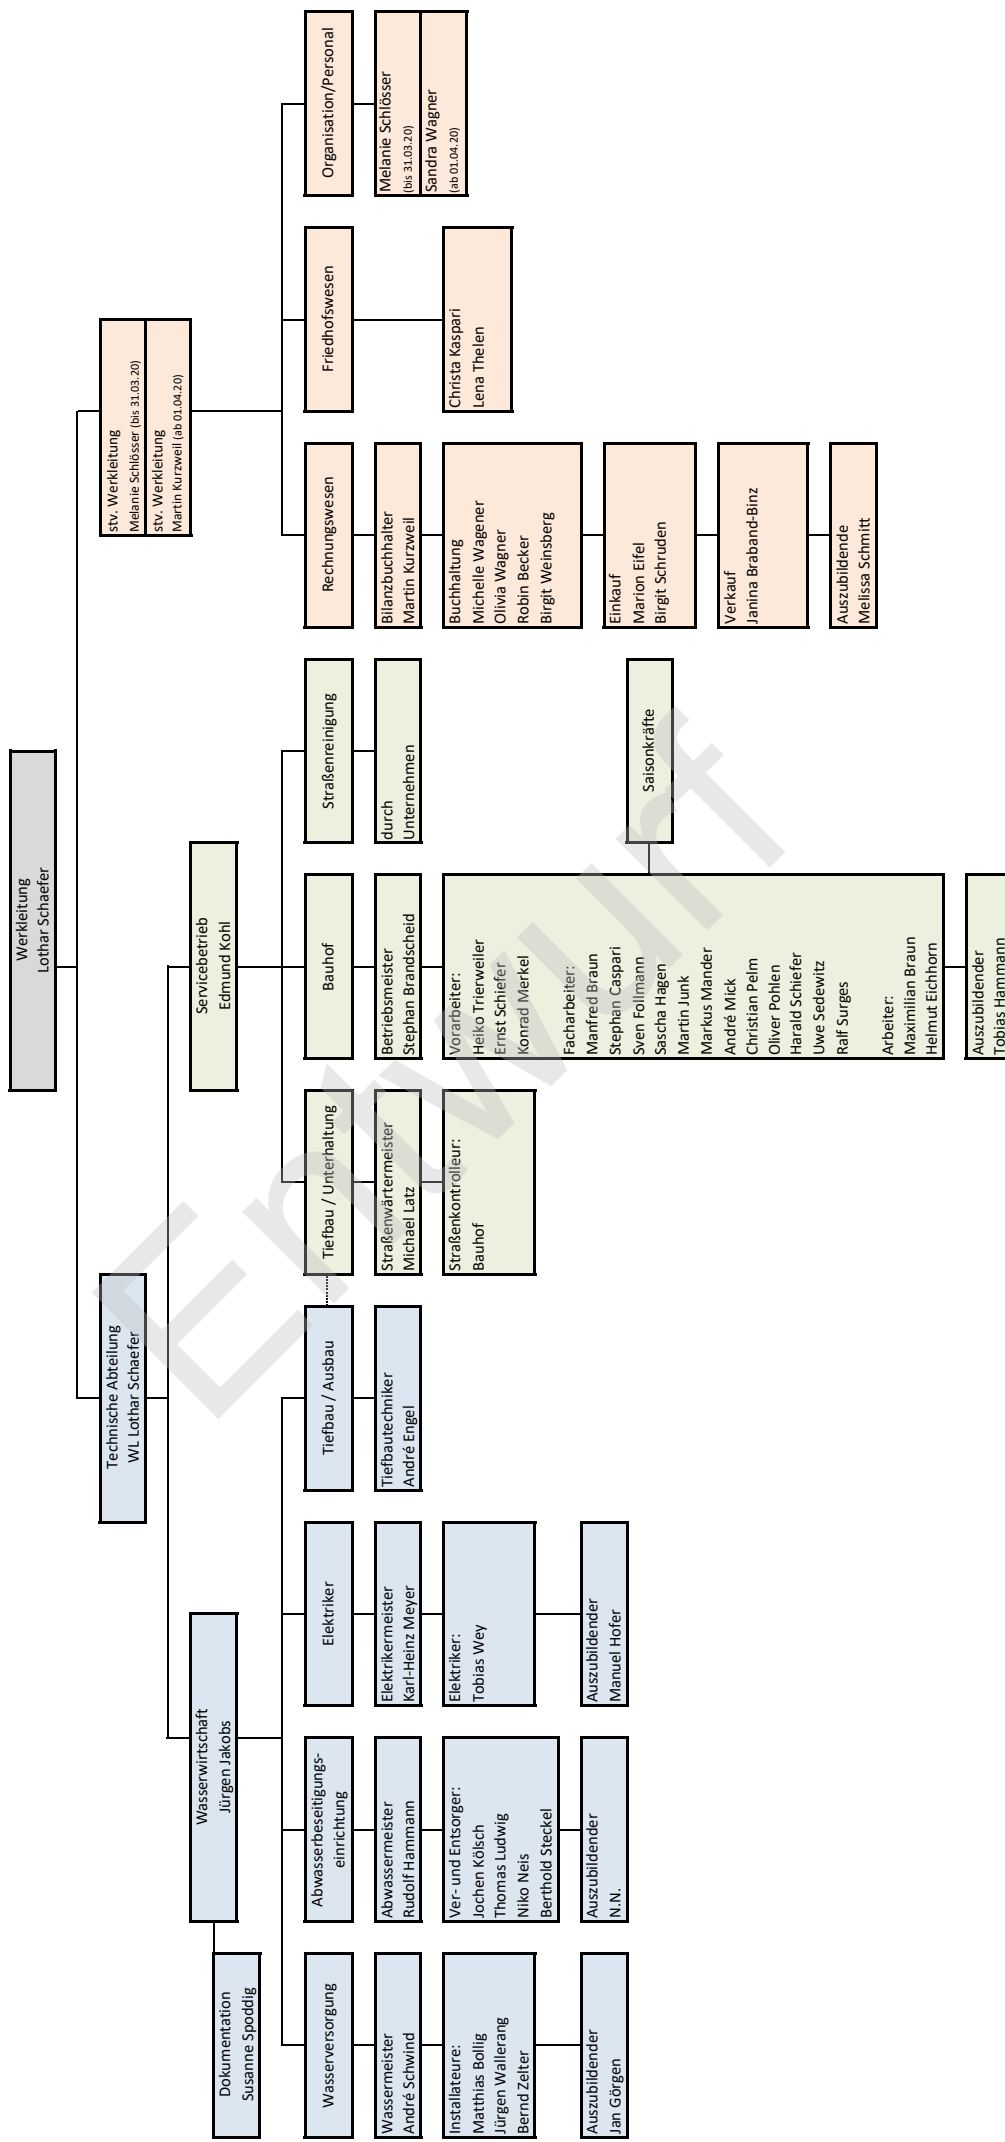 Werkleitung
Lothar Schaefer
Technische Abteilung
WL Lothar Schaefer
stv. Werkleitung
Melanie Schlösser (bis 31.03.20)
stv. Werkleitung
Martin Kurzweil (ab 01.04.20)
Wasserwirtschaft
Jürgen Jakobs
Servicebetrieb
Edmund Kohl
Dokumentation
Susanne Spoddig
Wasserversorgung
Wassermeister
André Schwind
Installateure:
Matthias Bollig
Jürgen Wallerang
Bernd Zelter
Auszubildender
Jan Görgen
Abwasserbeseitigungs-
einrichtung
Abwassermeister
Rudolf Hammann
Ver- und Entsorger:
Jochen Kölsch
Thomas Ludwig
Niko Neis
Berthold Steckel
Auszubildender
N.N.
Elektriker
Elektrikermeister
Karl-Heinz Meyer
Elektriker:
Tobias Wey
Auszubildender
Manuel Hofer
Tiefbau / Ausbau
Tiefbautechniker
André Engel
Tiefbau / Unterhaltung
Straßenwärtermeister
Michael Latz
Straßenkontrolleur:
Bauhof
Bauhof
Betriebsmeister
Stephan Brandscheid
Vorarbeiter:
Heiko Trierweiler
Ernst Schiefer
Konrad Merkel
Facharbeiter:
Manfred Braun
Stephan Caspari
Sven Follmann
Sascha Hagen
Martin Junk
Markus Mander
André Mick
Christian Pelm
Oliver Pohlen
Harald Schiefer
Uwe Sedewitz
Ralf Surges
Arbeiter:
Maximilian Braun
Helmut Eichhorn
Auszubildender
Tobias Hammann
Saisonkräfte
Straßenreinigung
durch
Unternehmen
Rechnungswesen
Bilanzbuchhalter
Martin Kurzweil
Buchhaltung
Michelle Wagener
Olivia Wagner
Robin Becker
Birgit Weinsberg
Einkauf
Marion Eifel
Birgit Schruden
Verkauf
Janina Braband-Binz
Auszubildende
Melissa Schmitt
Friedhofswesen
Christa Kaspari
Lena Thelen
Organisation/Personal
Melanie Schlösser
(bis 31.03.20)
Sandra Wagner
(ab 01.04.20)
Entwurf